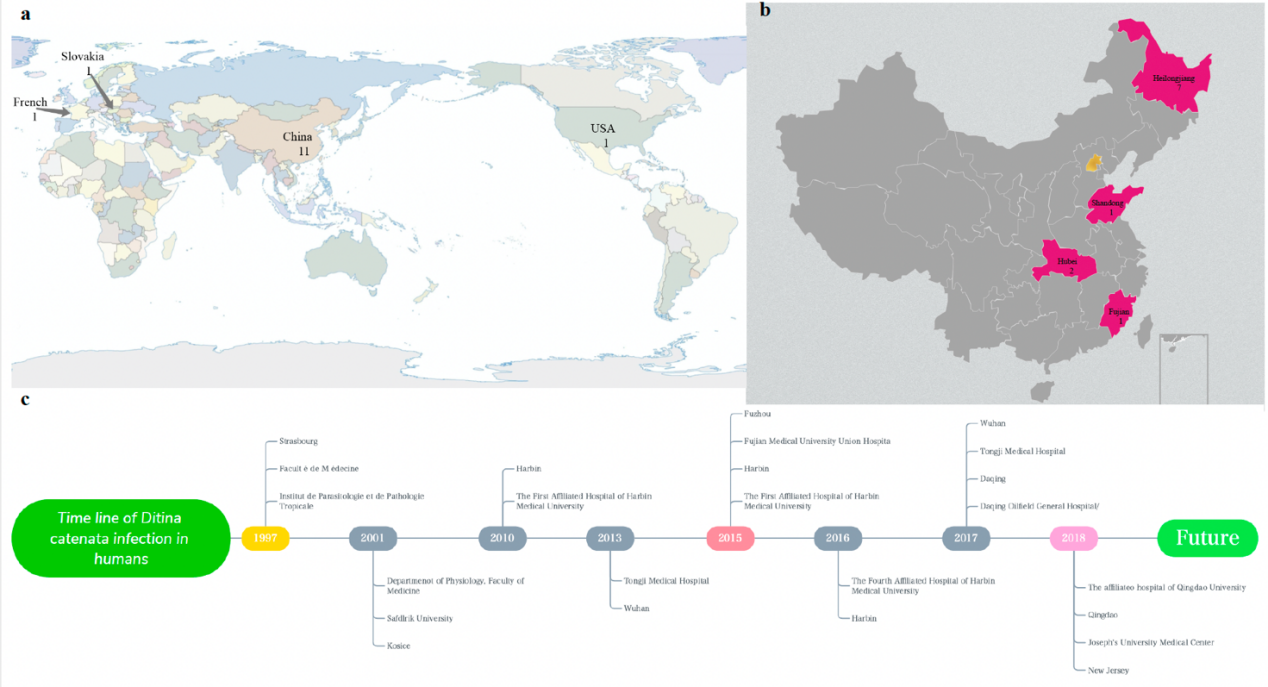 a
Slovakia
1
French
1
China
11
USA
1
b
Heilongjiang
7
Shandong
1
Hubei
2
Fujian
1
c
Time line of Ditina
catenata infection in
humans
1997
Strasbourg
Facult é de M édecine
Institut de Parasitologie et de Pathologie
Tropicale
2001
Departmenot of Physiology, Faculty of
Medicine
Safdlrik University
Kosice
2010
Harbin
The First Affiliated Hospital of Harbin
Medical University
2013
Tongji Medical Hospital
Wuhan
2015
Fuzhou
Fujian Medical University Union Hospita
Harbin
The First Affiliated Hospital of Harbin
Medical University
2016
The Fourth Affiliated Hospital of Harbin
Medical University
Harbin
2017
Wuhan
Tongji Medical Hospital
Daqing
Daqing Oilfield General Hospital/
2018
The affiliateo hospital of Qingdao University
Qingdao
Joseph's University Medical Center
New Jersey
Future